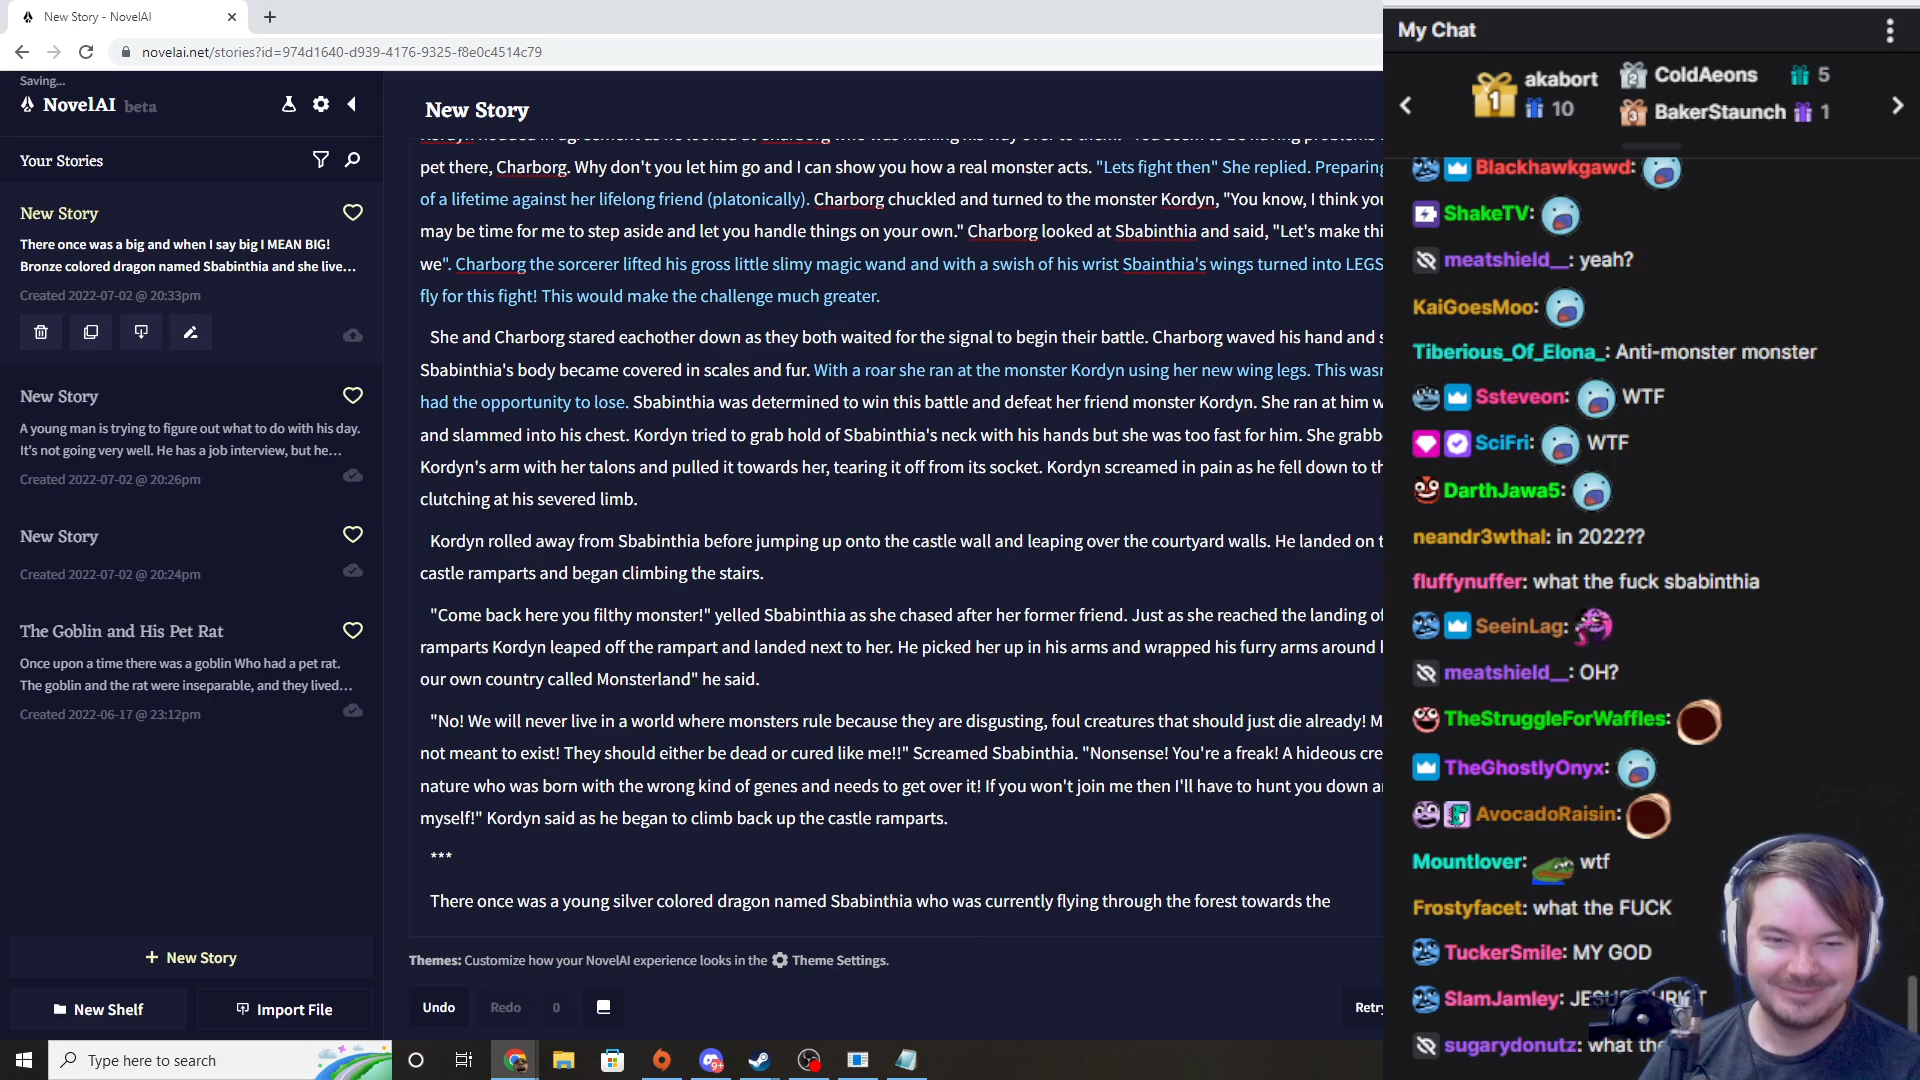 New Story - NovelAI
novelai.net/stories?id=974d1640-d939-4176-9325-f8e0c4514c79
Saving...
NovelAI beta
Your Stories
New Story
There once was a big and when I say big I MEAN BIG!
Bronze colored dragon named Sbabinthia and she live...
Created 2022-07-02 @ 20:33pm
New Story
A young man is trying to figure out what to do with his day.
It's not going very well. He has a job interview, but he...
Created 2022-07-02 @ 20:26pm
New Story
Created 2022-07-02 @ 20:24pm
The Goblin and His Pet Rat
Once upon a time there was a goblin Who had a pet rat.
The goblin and the rat were inseparable, and they lived...
Created 2022-06-17 @ 23:12pm
+ New Story
New Shelf
Import File
New Story
pet there, Charborg. Why don't you let him go and I can show you how a real monster acts. "Lets fight then" She replied. Preparing
of a lifetime against her lifelong friend (platonically). Charborg chuckled and turned to the monster Kordyn, "You know, I think you
may be time for me to step aside and let you handle things on your own." Charborg looked at Sbabinthia and said, "Let's make thi
we". Charborg the sorcerer lifted his gross little slimy magic wand and with a swish of his wrist Sbainthia's wings turned into LEGS
fly for this fight! This would make the challenge much greater.
She and Charborg stared eachother down as they both waited for the signal to begin their battle. Charborg waved his hand and s
Sbabinthia's body became covered in scales and fur. With a roar she ran at the monster Kordyn using her new wing legs. This wasn
had the opportunity to lose. Sbabinthia was determined to win this battle and defeat her friend monster Kordyn. She ran at him w
and slammed into his chest. Kordyn tried to grab hold of Sbabinthia's neck with his hands but she was too fast for him. She grabb
Kordyn's arm with her talons and pulled it towards her, tearing it off from its socket. Kordyn screamed in pain as he fell down to th
clutching at his severed limb.
Kordyn rolled away from Sbabinthia before jumping up onto the castle wall and leaping over the courtyard walls. He landed on t
castle ramparts and began climbing the stairs.
"Come back here you filthy monster!" yelled Sbabinthia as she chased after her former friend. Just as she reached the landing of
ramparts Kordyn leaped off the rampart and landed next to her. He picked her up in his arms and wrapped his furry arms around
our own country called Monsterland" he said.
"No! We will never live in a world where monsters rule because they are disgusting, foul creatures that should just die already! M
not meant to exist! They should either be dead or cured like me!!" Screamed Sbabinthia. "Nonsense! You're a freak! A hideous cre
nature who was born with the wrong kind of genes and needs to get over it! If you won't join me then I'll have to hunt you down a
myself!" Kordyn said as he began to climb back up the castle ramparts.
***
There once was a young silver colored dragon named Sbabinthia who was currently flying through the forest towards the
Themes: Customize how your NovelAI experience looks in the Theme Settings.
Undo
Redo
0
Retry
Type here to search
9+
My Chat
1 akabort 10
2 ColdAeons 5
3 BakerStaunch 1
Blackhawkgawd:
ShakeTV:
meatshield__: yeah?
KaiGoesMoo:
Tiberious_Of_Elona_: Anti-monster monster
Ssteveon: WTF
SciFri: WTF
DarthJawa5:
neandr3wthal: in 2022??
fluffynuffer: what the fuck sbabinthia
SeeinLag:
meatshield__: OH?
TheStruggleForWaffles:
TheGhostlyOnyx:
AvocadoRaisin:
Mountlover: wtf
Frostyfacet: what the FUCK
TuckerSmile: MY GOD
SlamJamley: JESUS CHRIST
sugarydonutz: what the